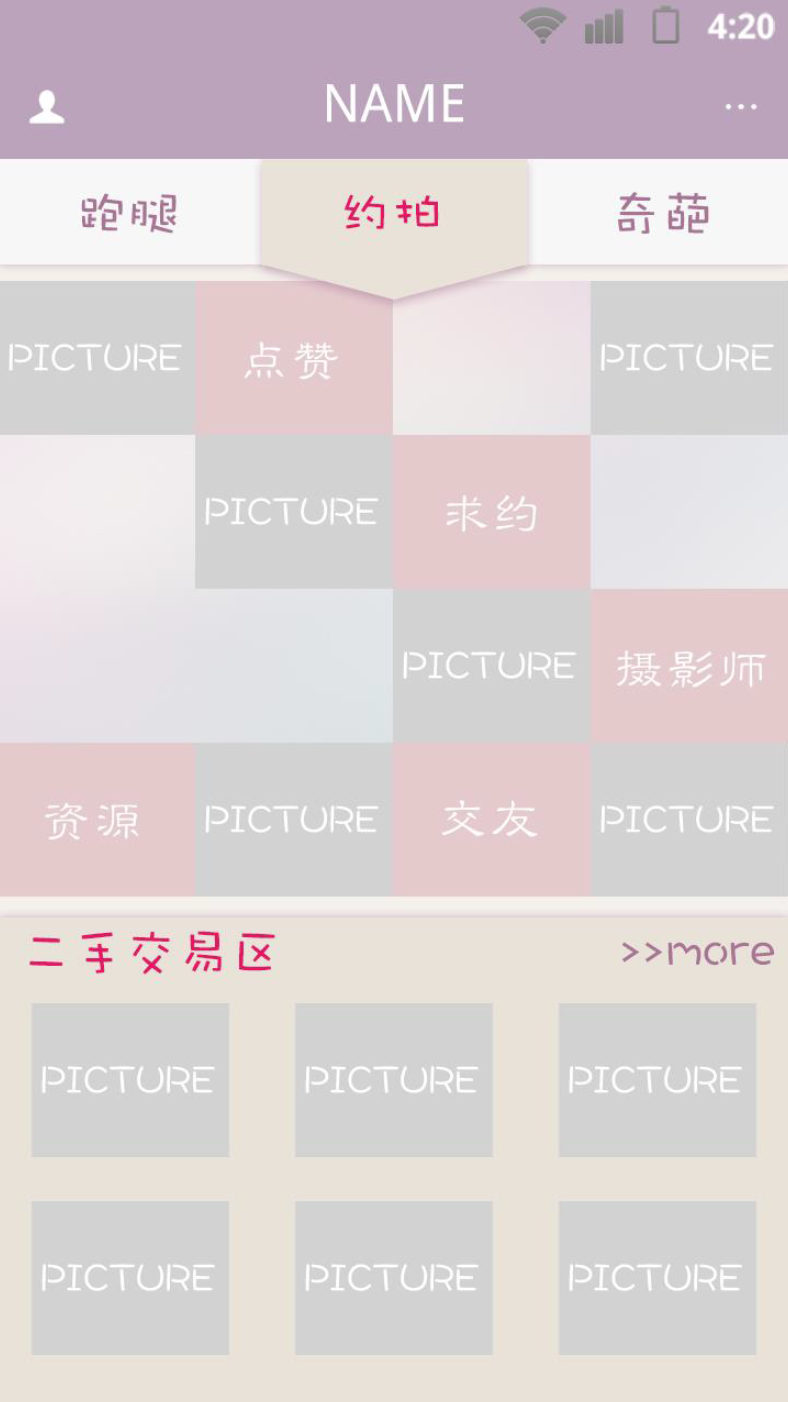 4:20
NAME
...
跑腿 约拍 奇葩
PICTURE 点赞 PICTURE
PICTURE 求约
PICTURE 摄影师
资源 PICTURE 交友 PICTURE
二手交易区 >>more
PICTURE PICTURE PICTURE
PICTURE PICTURE PICTURE